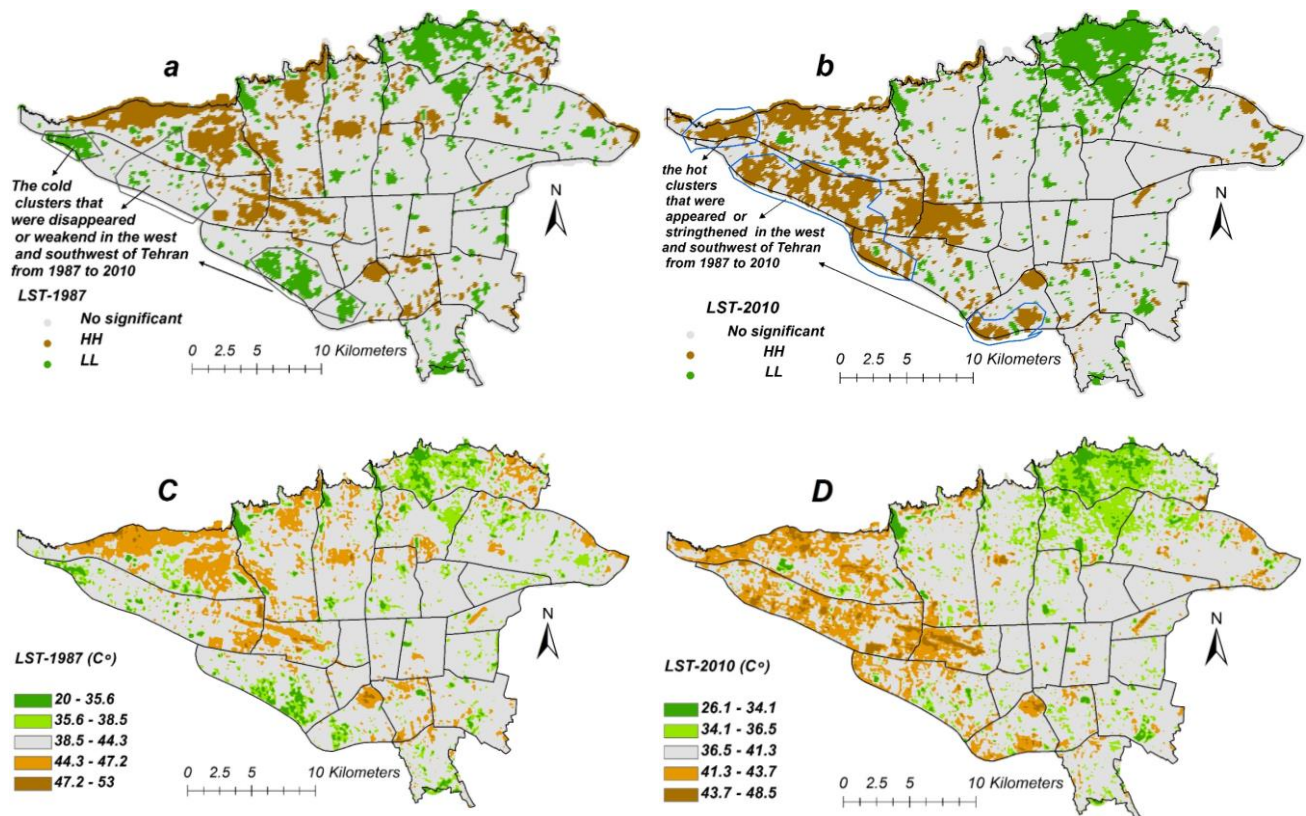 a
The cold
clusters that
were disappeared
or weakend in the west
and southwest of Tehran
from 1987 to 2010
LST-1987
No significant
HH
LL
N
0 2.5 5 10 Kilometers
b
the hot
clusters
that were
appeared or
stringthened in the west
and southwest of Tehran
from 1987 to 2010
LST-2010
No significant
HH
LL
N
0 2.5 5 10 Kilometers
C
LST-1987 (Cº)
20 - 35.6
35.6 - 38.5
38.5 - 44.3
44.3 - 47.2
47.2 - 53
N
0 2.5 5 10 Kilometers
D
LST-2010 (Cº)
26.1 - 34.1
34.1 - 36.5
36.5 - 41.3
41.3 - 43.7
43.7 - 48.5
N
0 2.5 5 10 Kilometers